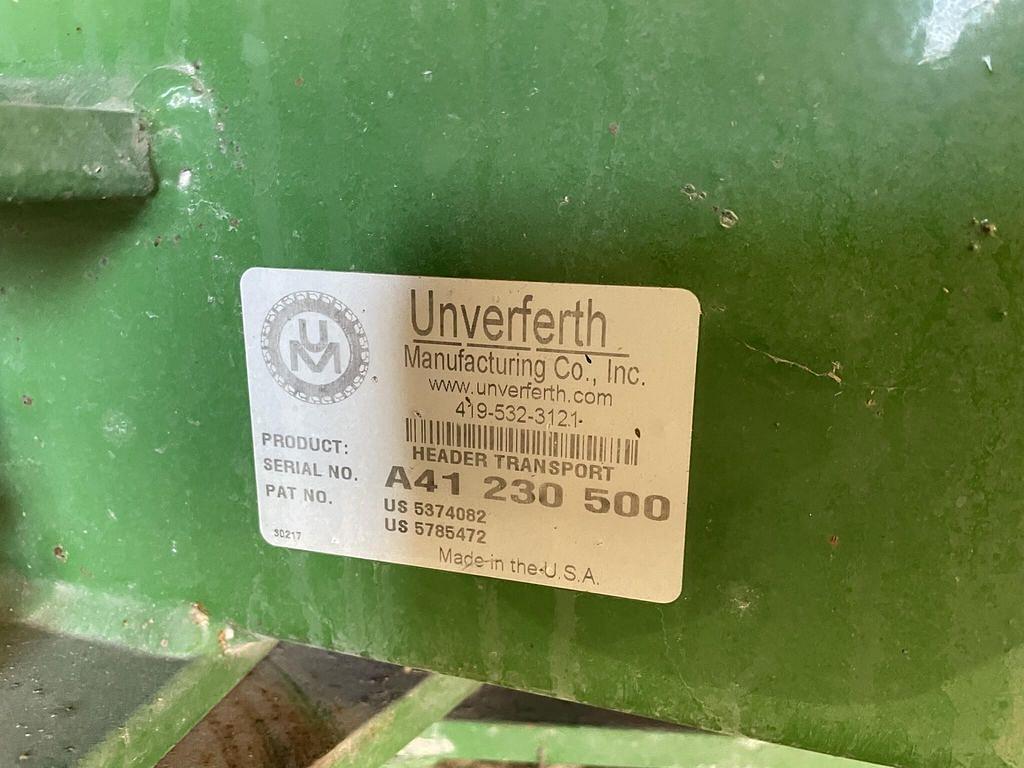 UM
Unverferth
Manufacturing Co., Inc.
www.unverferth.com
419-532-3121
PRODUCT: HEADER TRANSPORT
SERIAL NO. A41 230 500
PAT NO. US 5374082
US 5785472
30217
Made in the U.S.A.